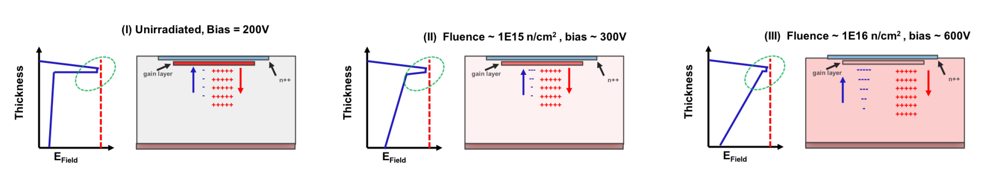 (I) Unirradiated, Bias = 200V
Thickness
EField
gain layer
n++
-
-
-
-
+++++
+++++
+++++
+++++
+++++
(II) Fluence ~ 1E15 n/cm² , bias ~ 300V
Thickness
EField
gain layer
n++
---
--
-
-
+++++
+++++
+++++
+++++
+++++
(III) Fluence ~ 1E16 n/cm² , bias ~ 600V
Thickness
EField
gain layer
n++
-----
----
---
--
-
+++++
+++++
+++++
+++++
+++++
+++++